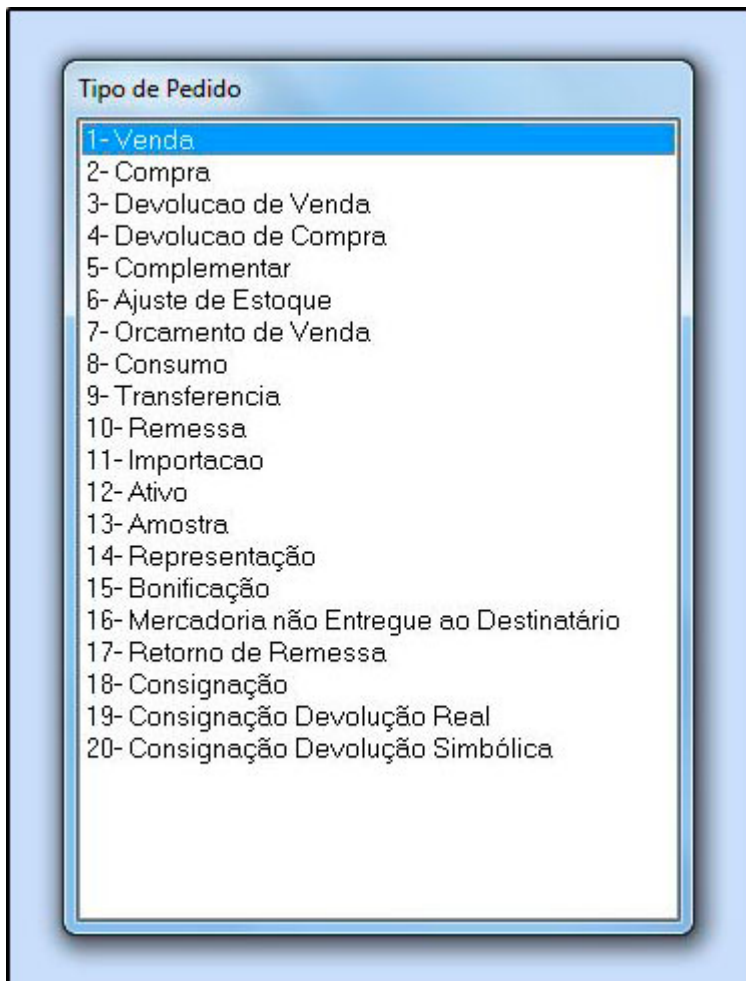 Tipo de Pedido
1- Venda
2- Compra
3- Devolucao de Venda
4- Devolucao de Compra
5- Complementar
6- Ajuste de Estoque
7- Orcamento de Venda
8- Consumo
9- Transferencia
10- Remessa
11- Importacao
12- Ativo
13- Amostra
14- Representação
15- Bonificação
16- Mercadoria não Entregue ao Destinatário
17- Retorno de Remessa
18- Consignação
19- Consignação Devolução Real
20- Consignação Devolução Simbólica